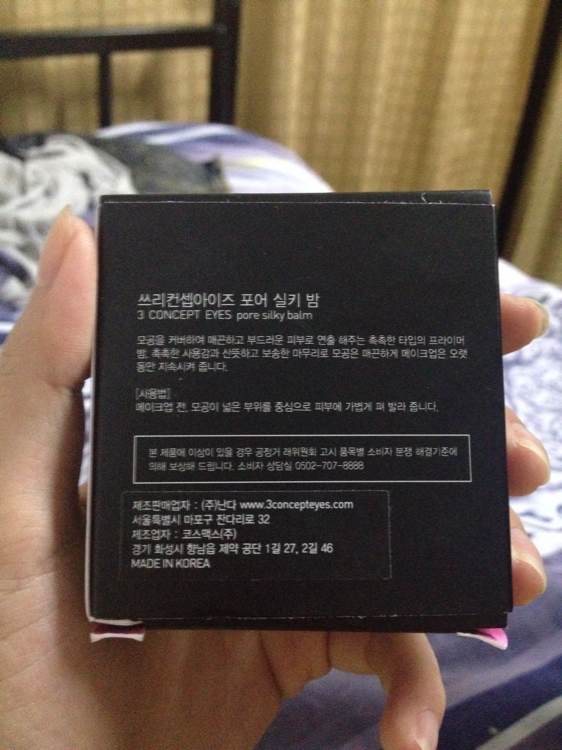 쓰리컨셉아이즈 포어 실키 밤
3 CONCEPT EYES pore silky balm
모공을 커버하여 매끈하고 부드러운 피부로 연출 해주는 촉촉한 타입의 프라이머
밤. 촉촉한 사용감과 산뜻하고 보송한 마무리로 모공은 매끈하게 메이크업은 오랫
동안 지속시켜 줍니다.
[사용법]
메이크업 전, 모공이 넓은 부위를 중심으로 피부에 가볍게 펴 발라 줍니다.
본 제품에 이상이 있을 경우 공정거 래위원회 고시 품목별 소비자 분쟁 해결기준에
의해 보상해 드립니다. 소비자 상담실 0502-707-8888
제조판매업자 : (주)난다 www.3concepteyes.com
서울특별시 마포구 잔다리로 32
제조업자 : 코스맥스(주)
경기 화성시 향남읍 제약 공단 1길 27, 2길 46
MADE IN KOREA